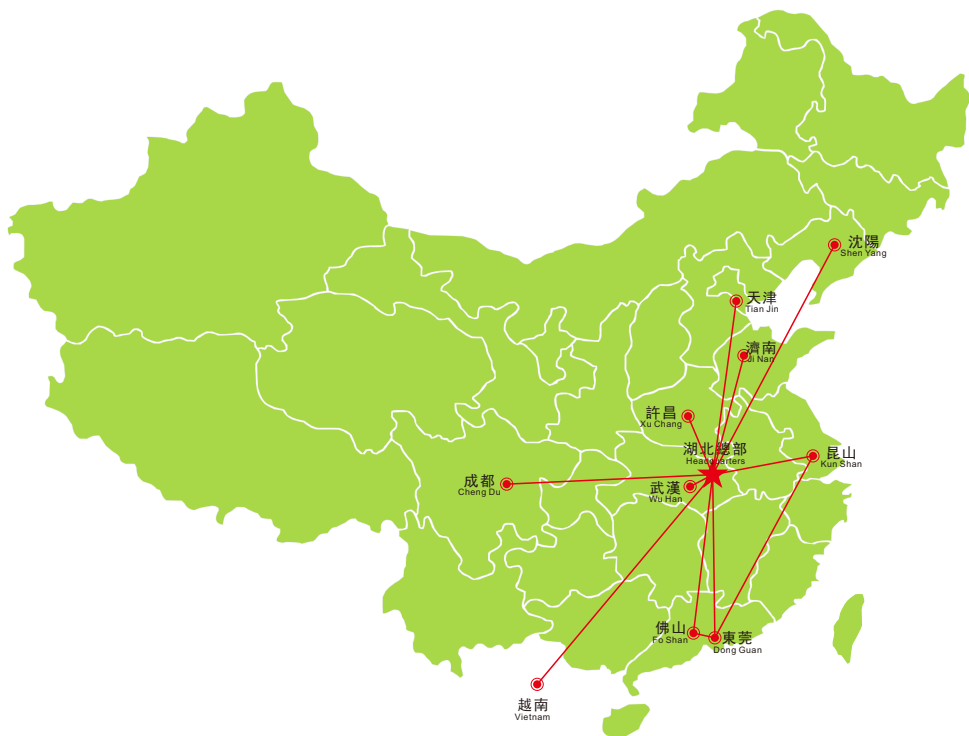 沈陽
Shen Yang
天津
Tian Jin
濟南
Ji Nan
許昌
Xu Chang
湖北總部
Headquarters
昆山
Kun Shan
成都
Cheng Du
武漢
Wu Han
佛山
Fo Shan
東莞
Dong Guan
越南
Vietnam